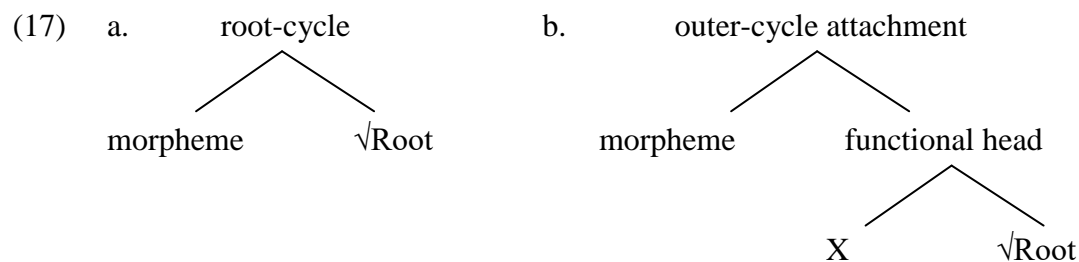 (17) a. root-cycle b. outer-cycle attachment
morpheme √Root morpheme functional head
X √Root